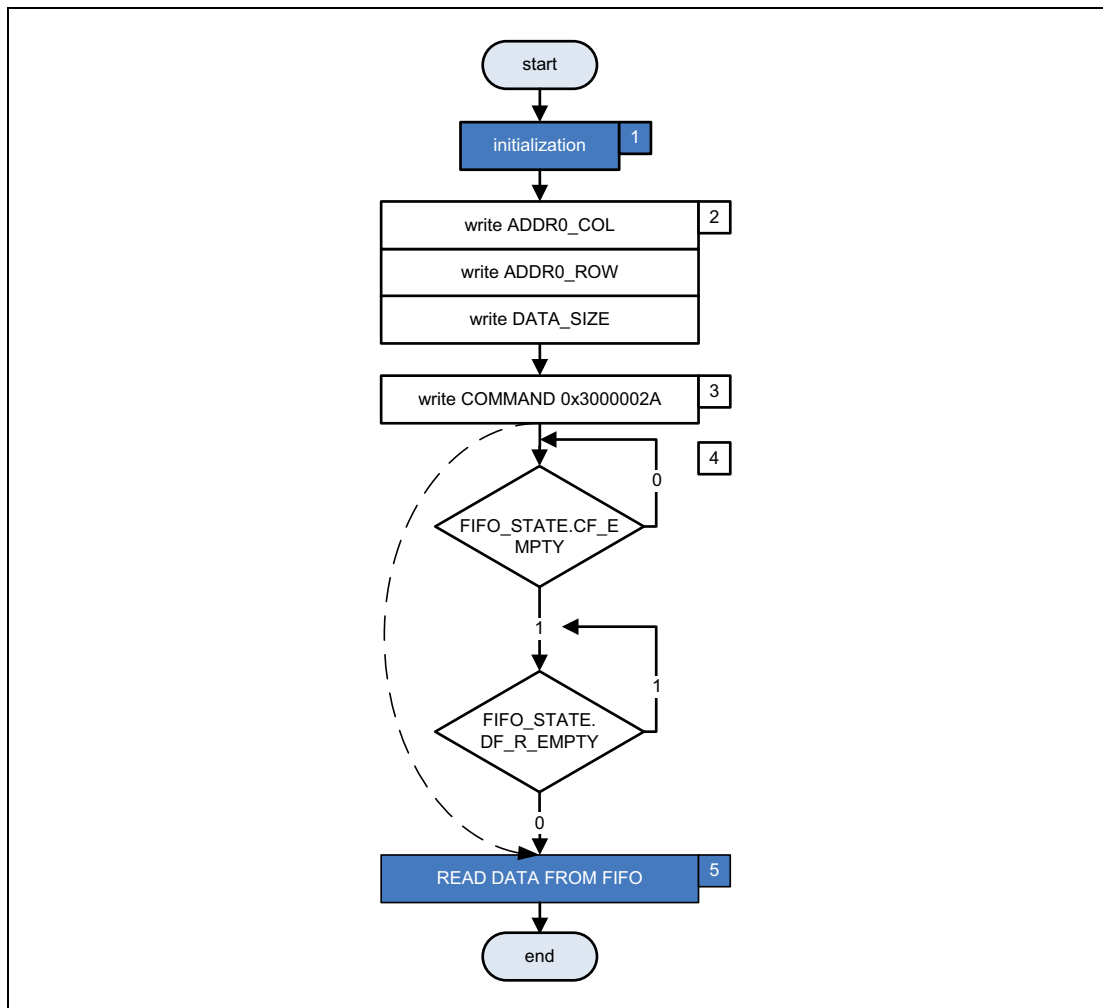 start
initialization
1
write ADDR0_COL
2
write ADDR0_ROW
write DATA_SIZE
write COMMAND 0x3000002A
3
4
0
FIFO_STATE.CF_E
MPTY
1
1
FIFO_STATE.
DF_R_EMPTY
0
READ DATA FROM FIFO
5
end